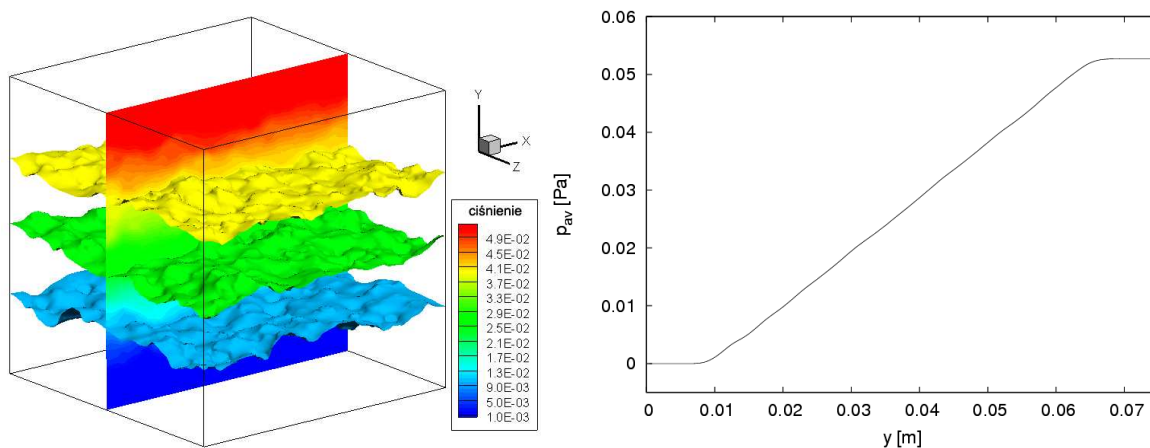 Y
X
Z
ciśnienie
4.9E-02
4.5E-02
4.1E-02
3.7E-02
3.3E-02
2.9E-02
2.5E-02
2.1E-02
1.7E-02
1.3E-02
9.0E-03
5.0E-03
1.0E-03
p_av [Pa]
0.06
0.05
0.04
0.03
0.02
0.01
0
0 0.01 0.02 0.03 0.04 0.05 0.06 0.07
y [m]